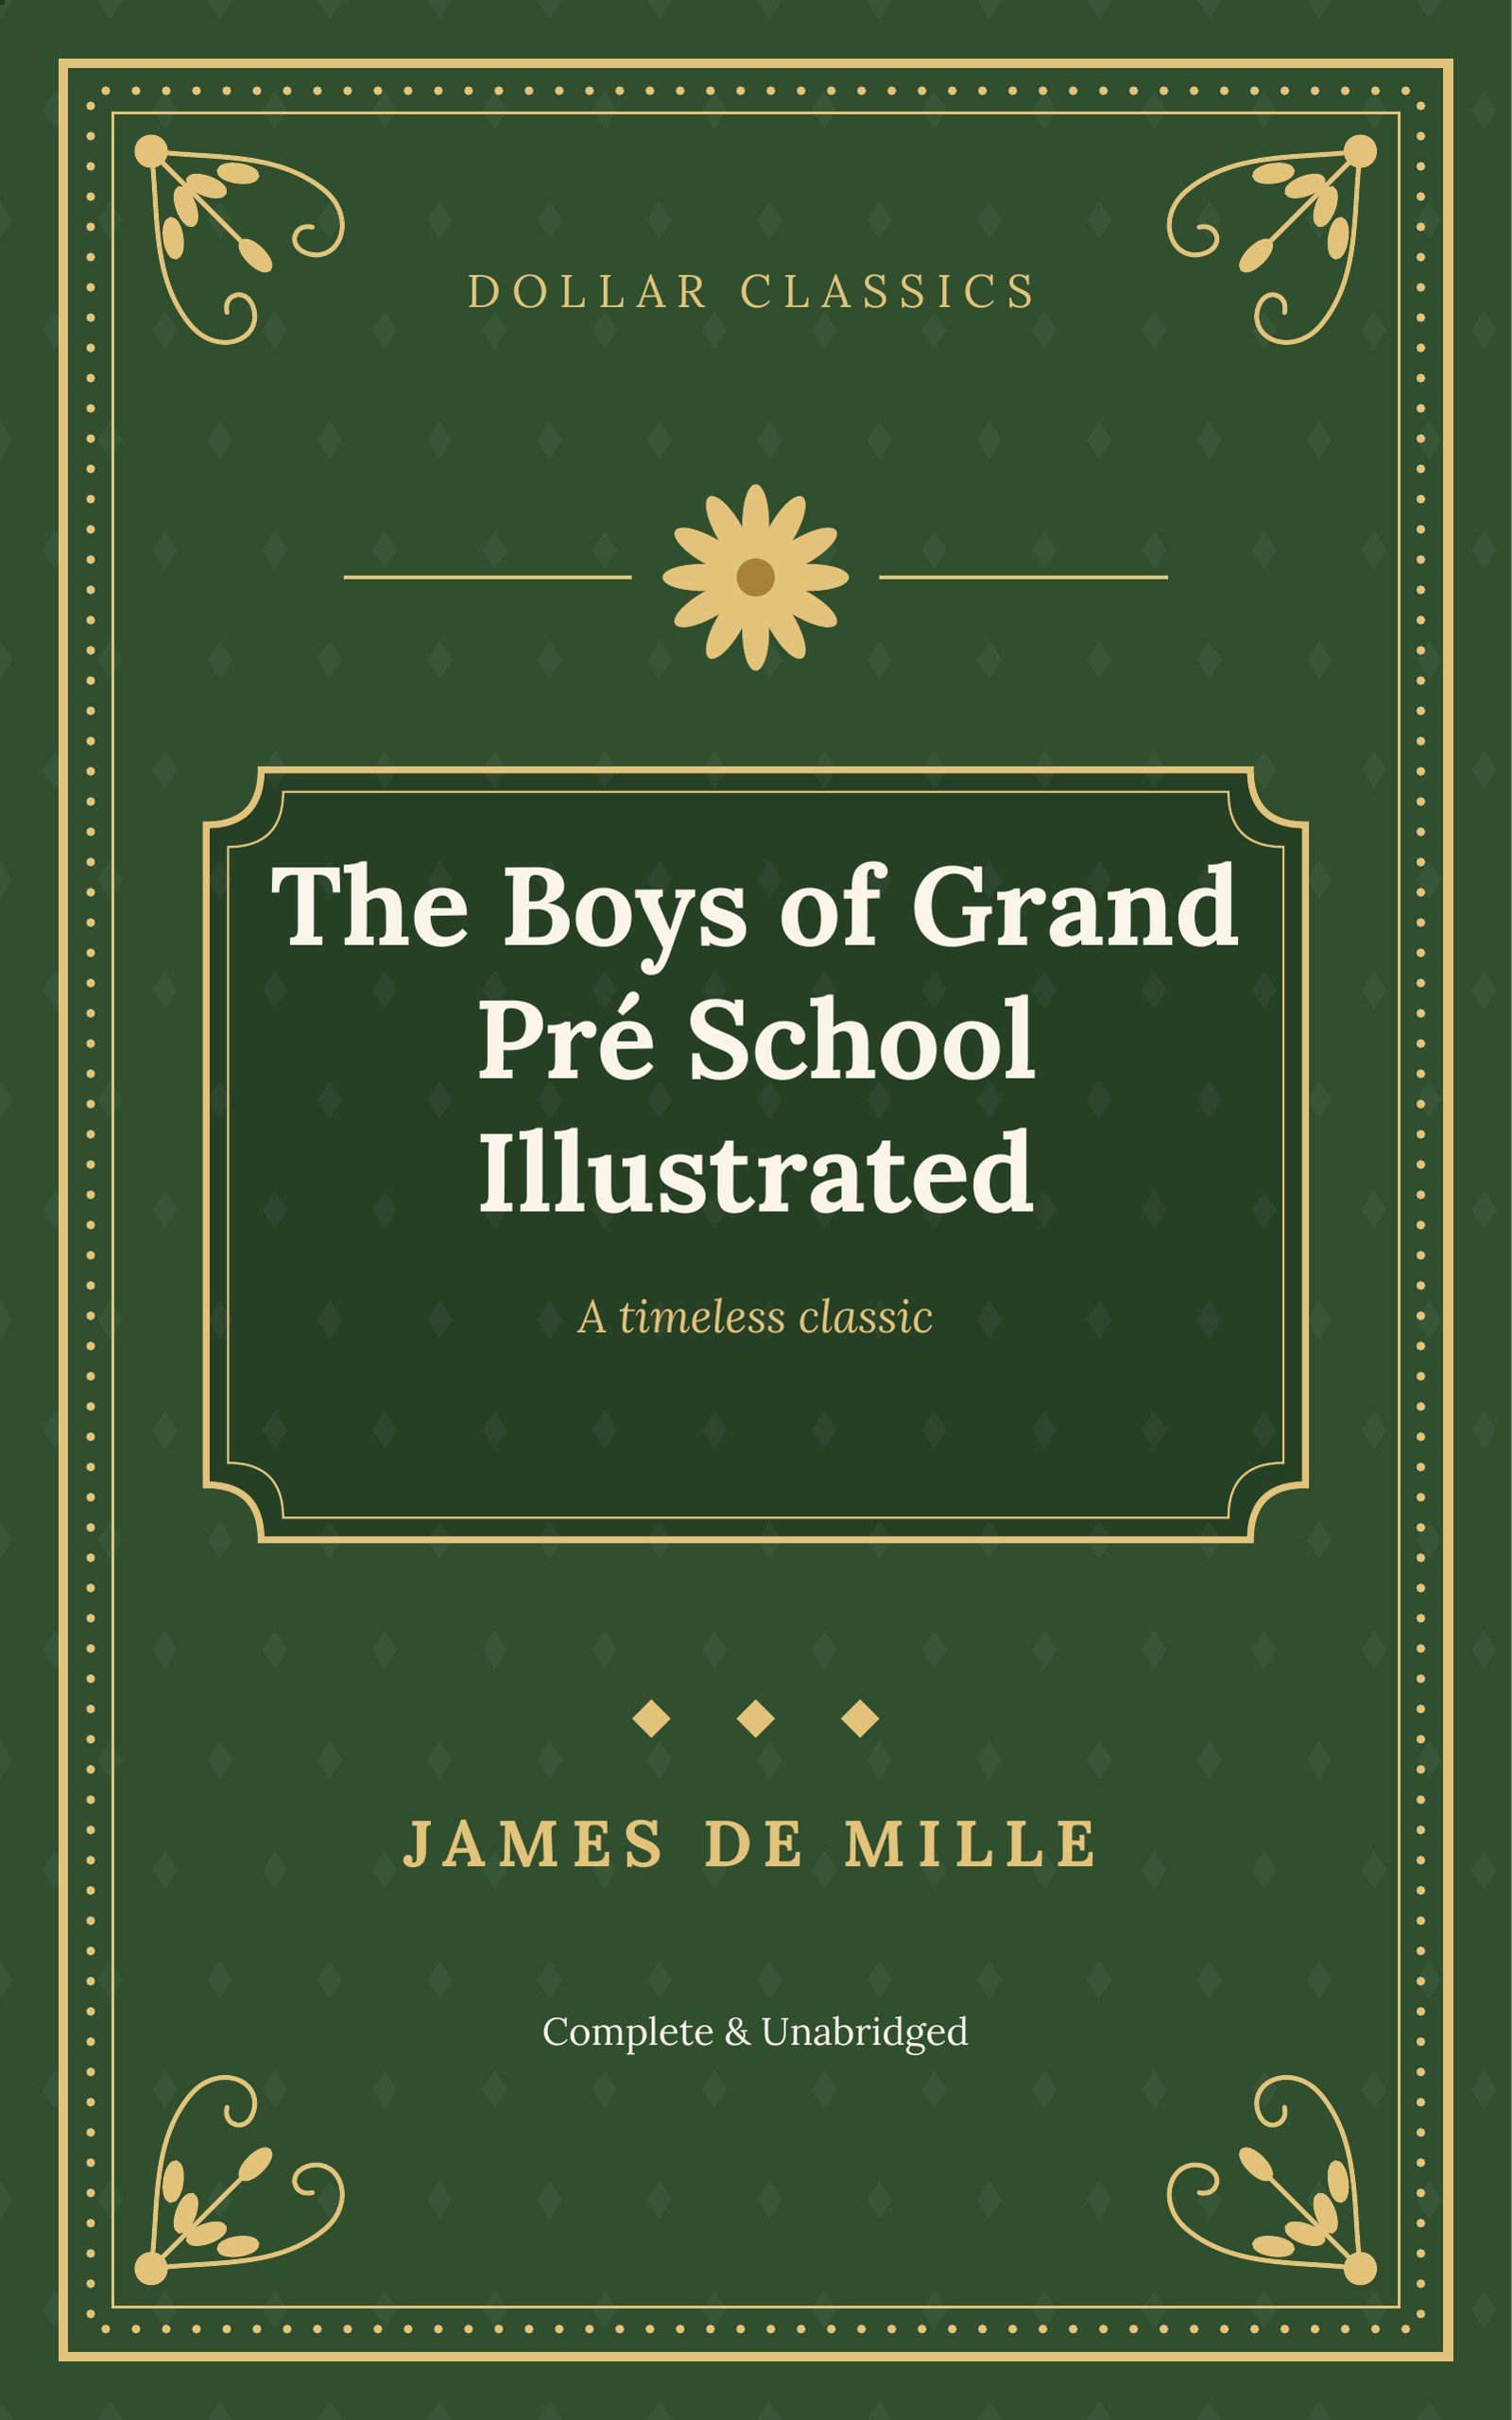 DOLLAR CLASSICS
The Boys of Grand
Pré School
Illustrated
A timeless classic
JAMES DE MILLE
Complete & Unabridged